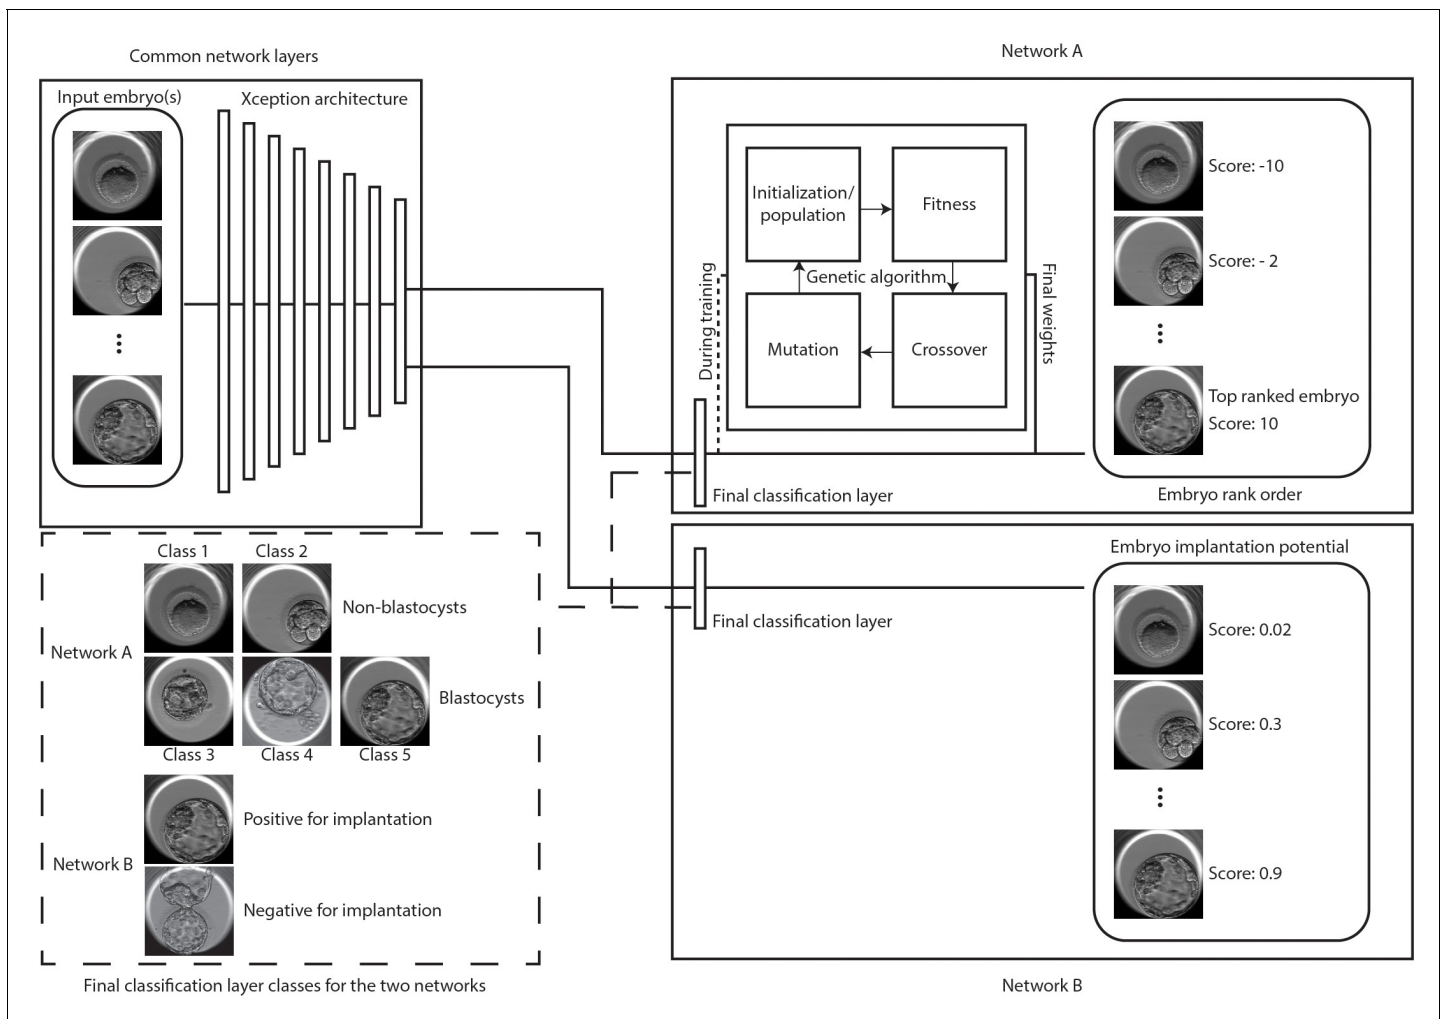 Common network layers
Input embryo(s)
Xception architecture
Network A
Initialization/
population
Fitness
Genetic algorithm
Mutation
Crossover
During training
Final weights
Final classification layer
Score: -10
Score: - 2
Top ranked embryo
Score: 10
Embryo rank order
Class 1
Class 2
Non-blastocysts
Network A
Blastocysts
Class 3
Class 4
Class 5
Positive for implantation
Network B
Negative for implantation
Final classification layer classes for the two networks
Final classification layer
Embryo implantation potential
Score: 0.02
Score: 0.3
Score: 0.9
Network B